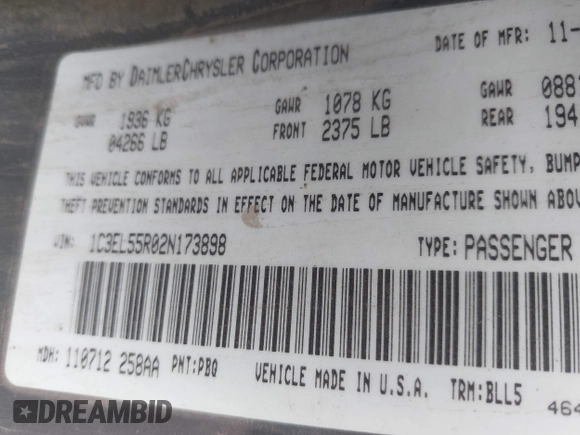 MFD BY DAIMLERCHRYSLER CORPORATION DATE OF MFR: 11-
GVWR 1936 KG GAWR 1078 KG GAWR 0881
04266 LB FRONT 2375 LB REAR 194
THIS VEHICLE CONFORMS TO ALL APPLICABLE FEDERAL MOTOR VEHICLE SAFETY, BUMP
THEFT PREVENTION STANDARDS IN EFFECT ON THE DATE OF MANUFACTURE SHOWN ABOV
VIN: 1C3EL55R02N173898 TYPE: PASSENGER
MDH: 110712 258AA PNT:PBQ VEHICLE MADE IN U.S.A. TRM:BLL5
464
DREAMBID